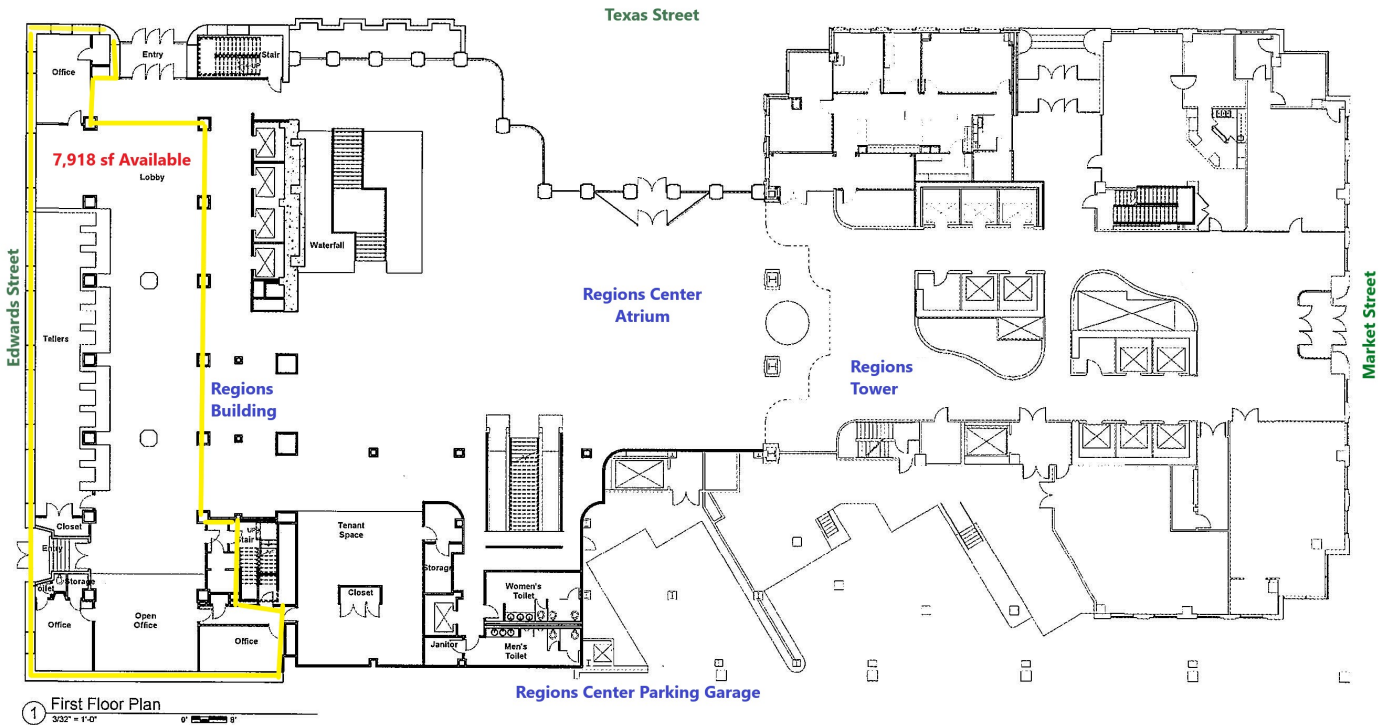 Texas Street
Entry
Stair
UP
Office
7,918 sf Available
Lobby
Waterfall
Edwards Street
Regions Center
Atrium
Market Street
Tellers
Regions
Tower
Regions
Building
Closet
Tenant
Space
UP
Stair
Entry
Storage
Storage
Toilet
Women's
Toilet
Closet
Open
Office
Office
Office
Janitor
Men's
Toilet
Regions Center Parking Garage
1
First Floor Plan
3/32" = 1'-0"
0' 8'